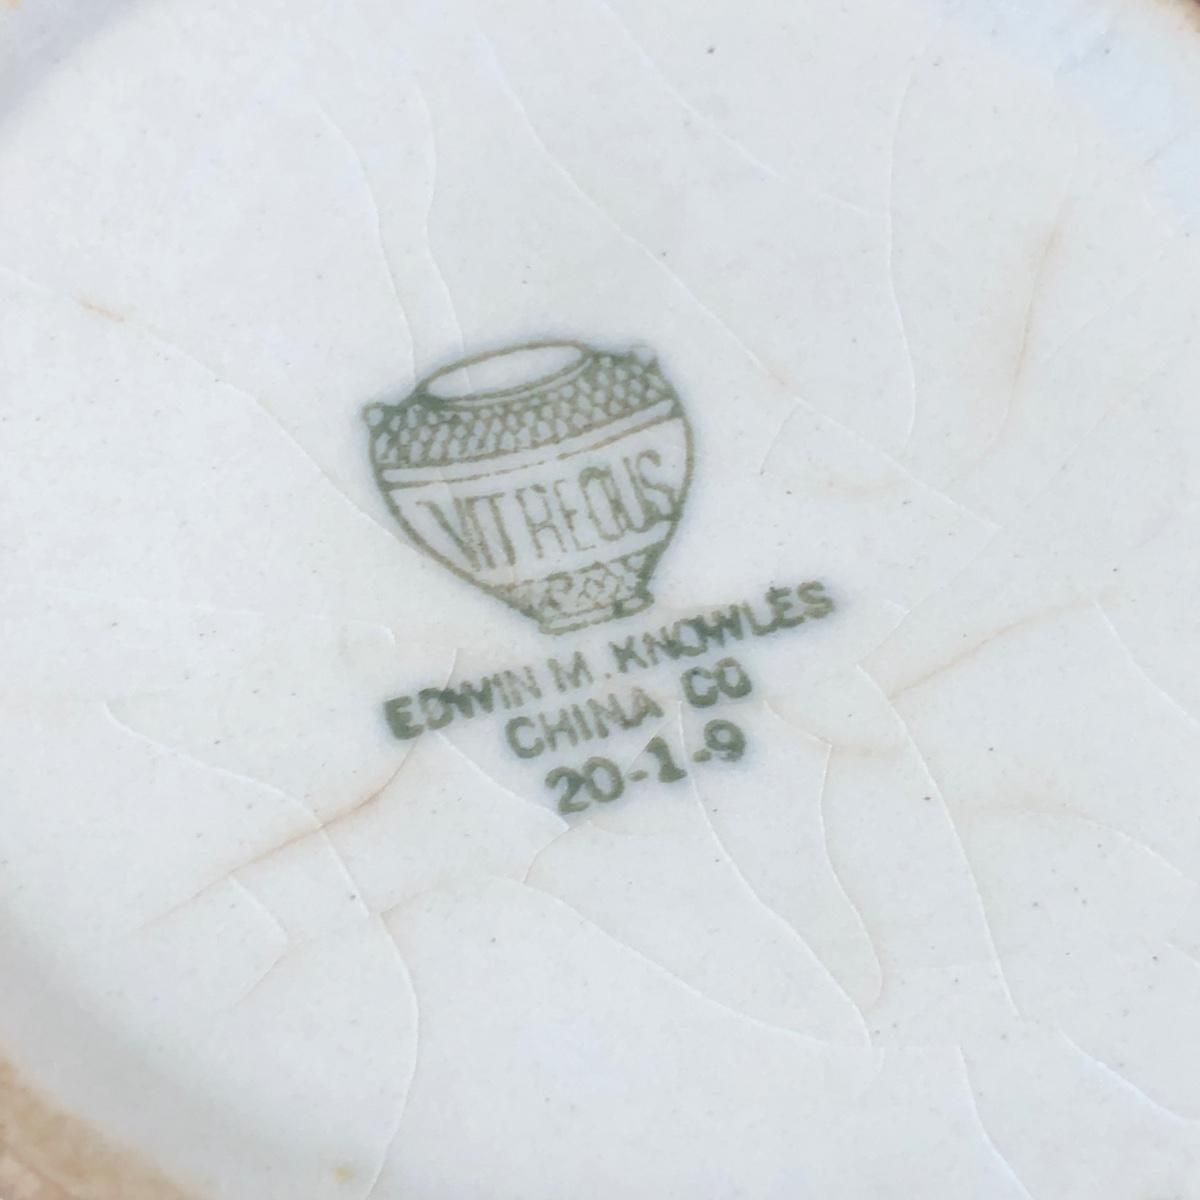 VITREOUS
EDWIN M. KNOWLES
CHINA CO
20-1-9